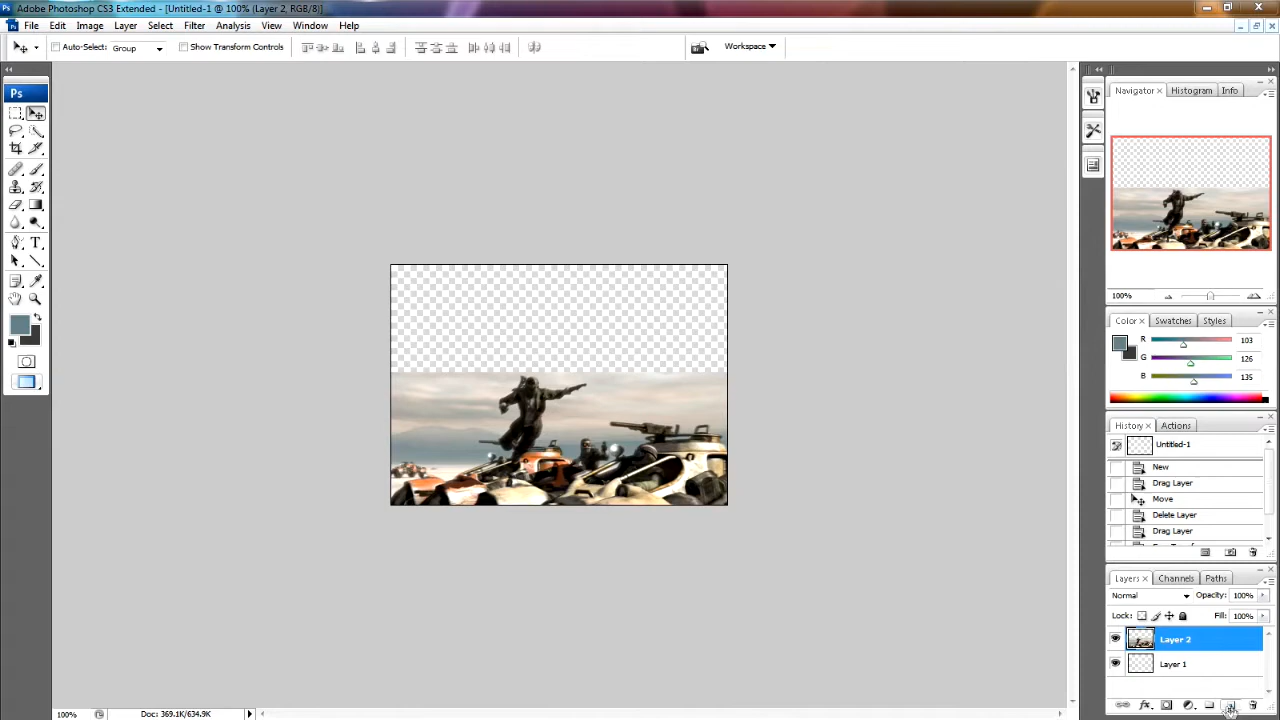 Adobe Photoshop CS3 Extended - [Untitled-1 @ 100% (Layer 2, RGB/8)]
File Edit Image Layer Select Filter Analysis View Window Help
Auto-Select: Group Show Transform Controls Workspace
Ps
Navigator Histogram Info
100%
Color Swatches Styles
R 103
G 126
B 135
History Actions
Untitled-1
New
Drag Layer
Move
Delete Layer
Drag Layer
Layers Channels Paths
Normal Opacity: 100%
Lock: Fill: 100%
Layer 2
Layer 1
100% Doc: 369.1K/634.9K